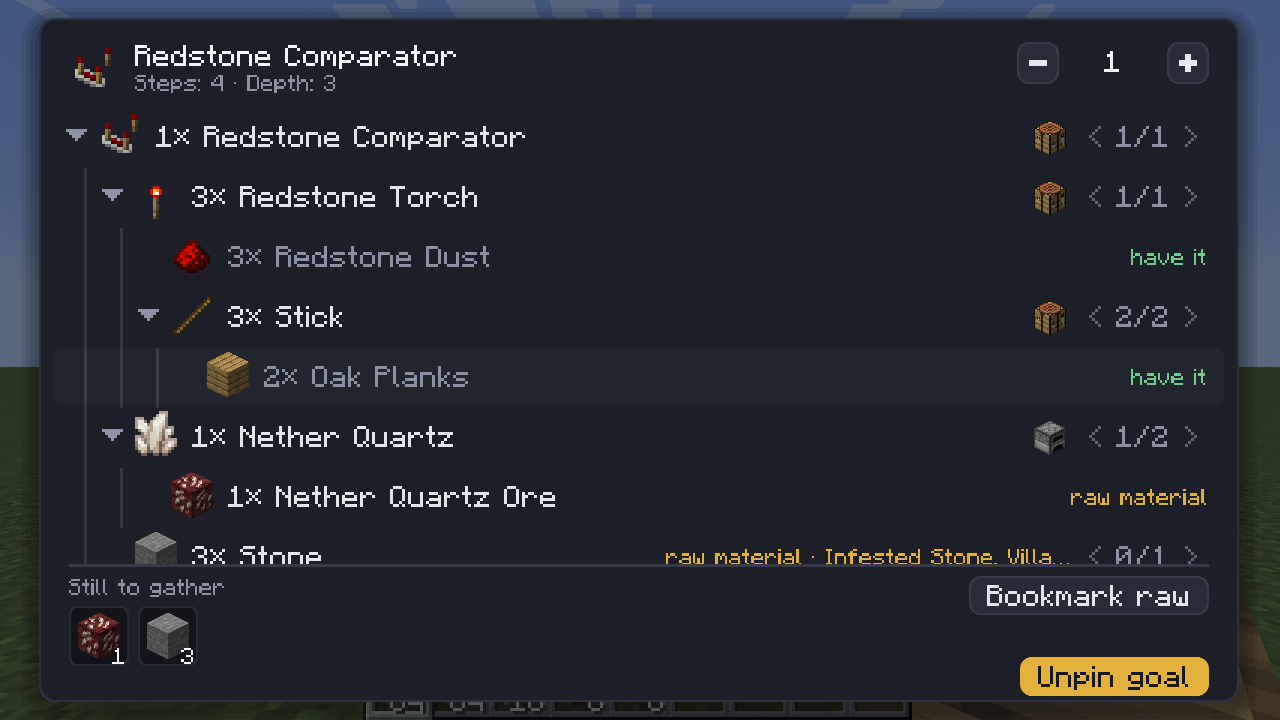 Redstone Comparator
Steps: 4 · Depth: 3
1
1× Redstone Comparator
< 1/1 >
3× Redstone Torch
< 1/1 >
3× Redstone Dust
have it
3× Stick
< 2/2 >
2× Oak Planks
have it
1× Nether Quartz
< 1/2 >
1× Nether Quartz Ore
raw material
3× Stone
raw material · Infested Stone, Villa...
< 0/1 >
Still to gather
Bookmark raw
1
3
Unpin goal